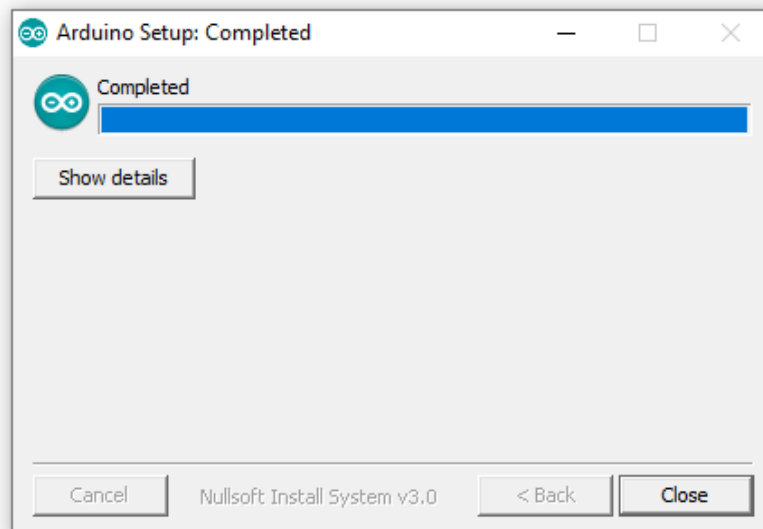 Arduino Setup: Completed
Completed
Show details
Cancel
Nullsoft Install System v3.0
< Back
Close